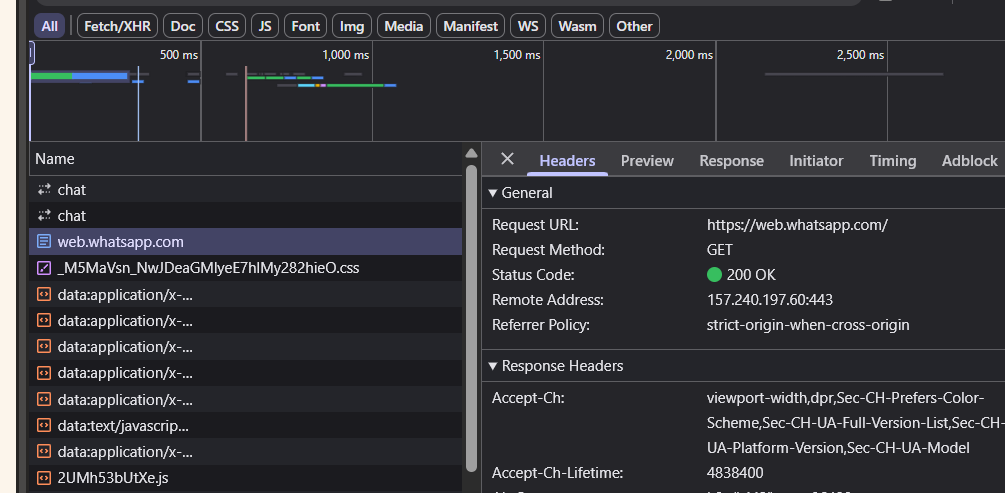 All Fetch/XHR Doc CSS JS Font Img Media Manifest WS Wasm Other
500 ms 1,000 ms 1,500 ms 2,000 ms 2,500 ms
Name
chat
chat
web.whatsapp.com
data:application/x-...
data:application/x-...
data:application/x-...
data:application/x-...
data:application/x-...
data:text/javascrip...
data:application/x-...
2UMh53bUtXe.js
Headers Preview Response Initiator Timing Adblock
General
Request URL: https://web.whatsapp.com/
Request Method: GET
Status Code: 200 OK
Remote Address: 157.240.197.60:443
Referrer Policy: strict-origin-when-cross-origin
Response Headers
Accept-Ch: viewport-width,dpr,Sec-CH-Prefers-Color-
Scheme,Sec-CH-UA-Full-Version-List,Sec-CH-
UA-Platform-Version,Sec-CH-UA-Model
Accept-Ch-Lifetime: 4838400